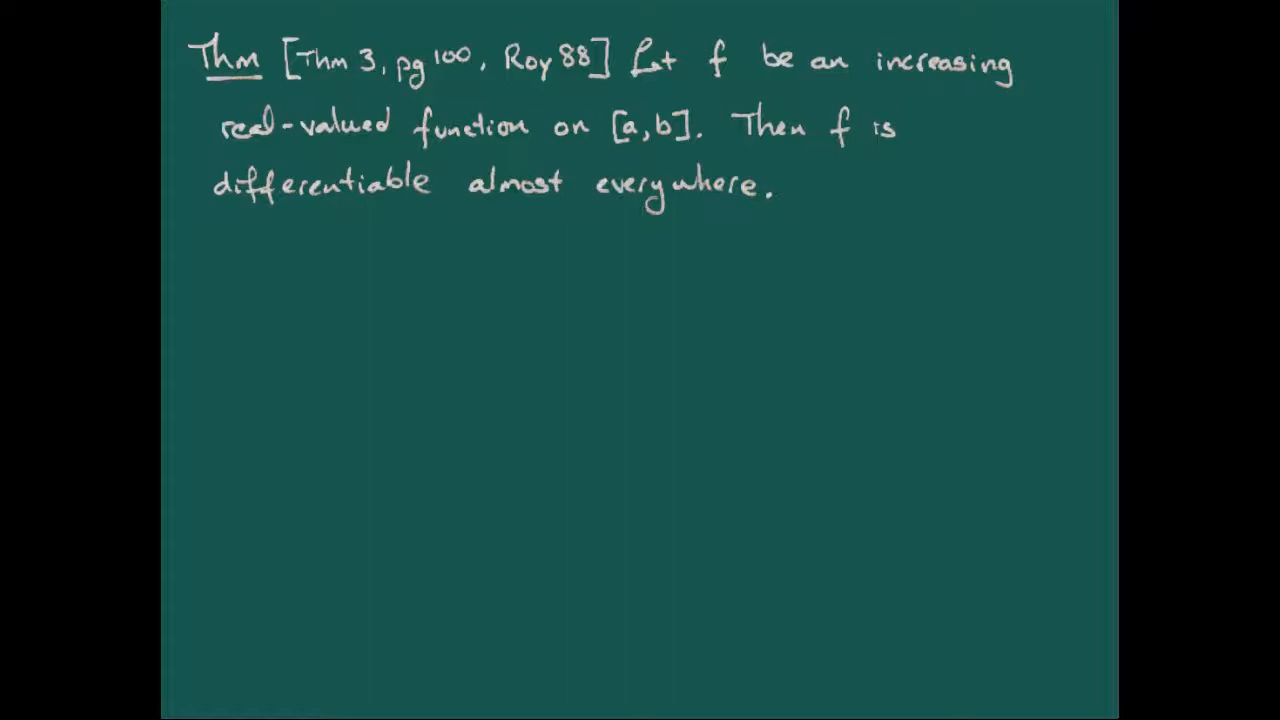 Thm [Thm 3, pg 100, Roy 88] Let f be an increasing
real-valued function on [a,b]. Then f is
differentiable almost everywhere.